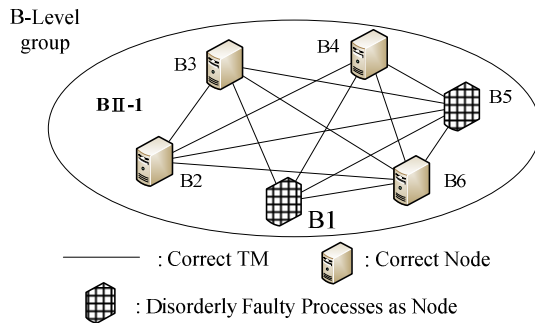 B-Level
group
B4
B3
B5
BⅡ-1
B2
B6
B1
: Correct TM
: Correct Node
: Disorderly Faulty Processes as Node